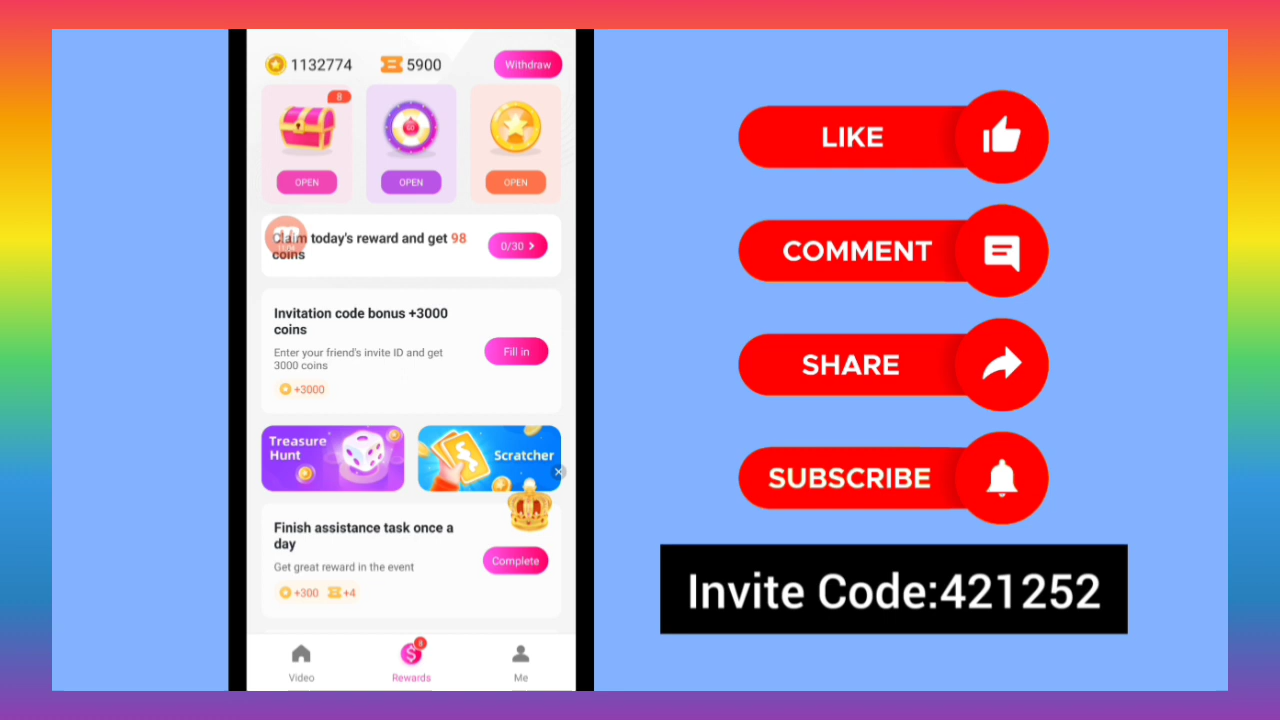 1132774
5900
Withdraw
8
OPEN
OPEN
OPEN
Claim today's reward and get 98
coins
0/30
Invitation code bonus +3000
coins
Enter your friend's invite ID and get
3000 coins
Fill in
+3000
Treasure
Hunt
Scratcher
Finish assistance task once a
day
Get great reward in the event
Complete
+300
+4
8
Video
Rewards
Me
LIKE
COMMENT
SHARE
SUBSCRIBE
Invite Code:421252